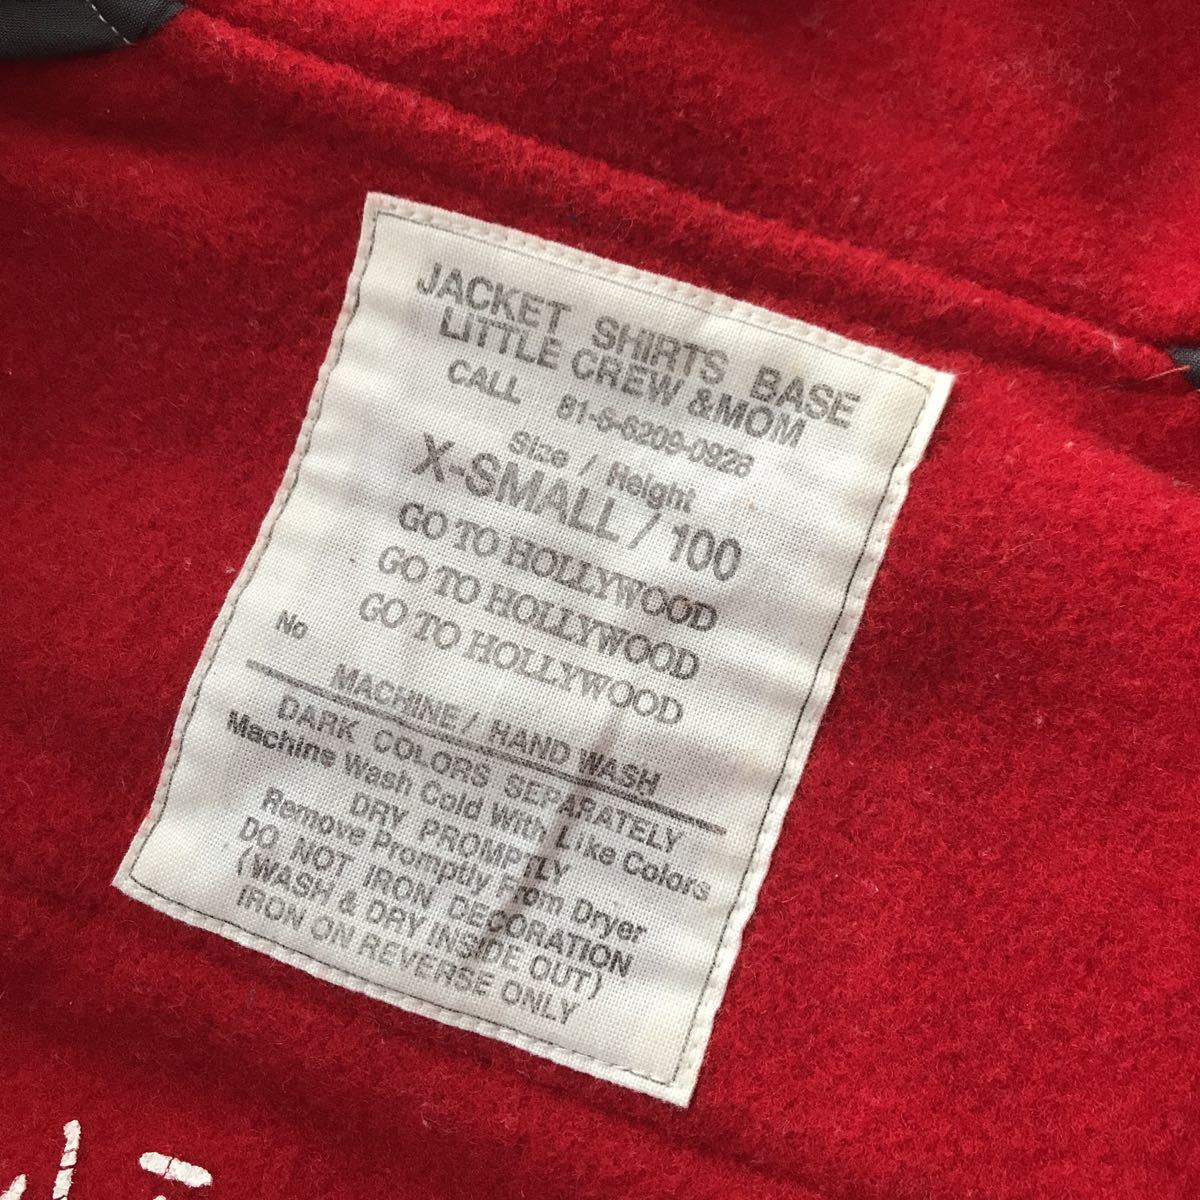 JACKET SHIRTS BASE
LITTLE CREW &MOM
CALL 81-6-6209-0926
Size / Height
X-SMALL / 100
GO TO HOLLYWOOD
GO TO HOLLYWOOD
GO TO HOLLYWOOD
No
MACHINE / HAND WASH
DARK COLORS SEPARATELY
Machine Wash Cold With Like Colors
DRY PROMPTLY
Remove Promptly From Dryer
DO NOT IRON DECORATION
(WASH & DRY INSIDE OUT)
IRON ON REVERSE ONLY